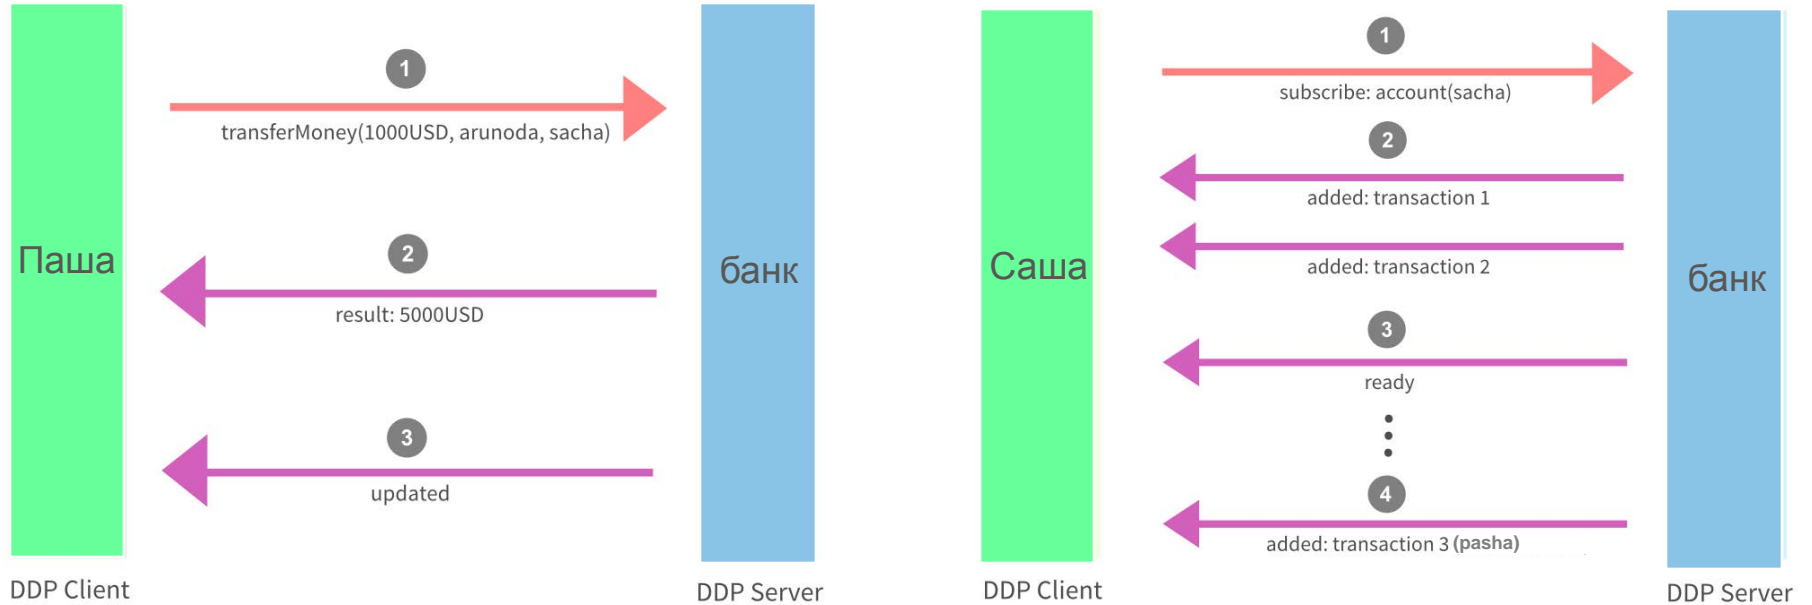 1
transferMoney(1000USD, arunoda, sacha)
2
Паша
банк
result: 5000USD
3
updated
DDP Client
DDP Server
1
subscribe: account(sacha)
2
added: transaction 1
Саша
added: transaction 2
банк
3
ready
4
added: transaction 3 (pasha)
DDP Client
DDP Server